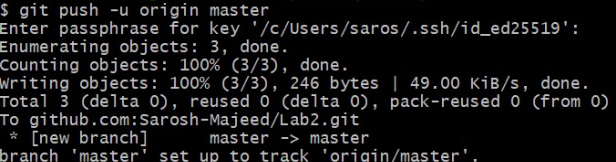 $ git push -u origin master
Enter passphrase for key '/c/Users/saros/.ssh/id_ed25519':
Enumerating objects: 3, done.
Counting objects: 100% (3/3), done.
Writing objects: 100% (3/3), 246 bytes | 49.00 KiB/s, done.
Total 3 (delta 0), reused 0 (delta 0), pack-reused 0 (from 0)
To github.com:Sarosh-Majeed/Lab2.git
 * [new branch]      master -> master
branch 'master' set up to track 'origin/master'.